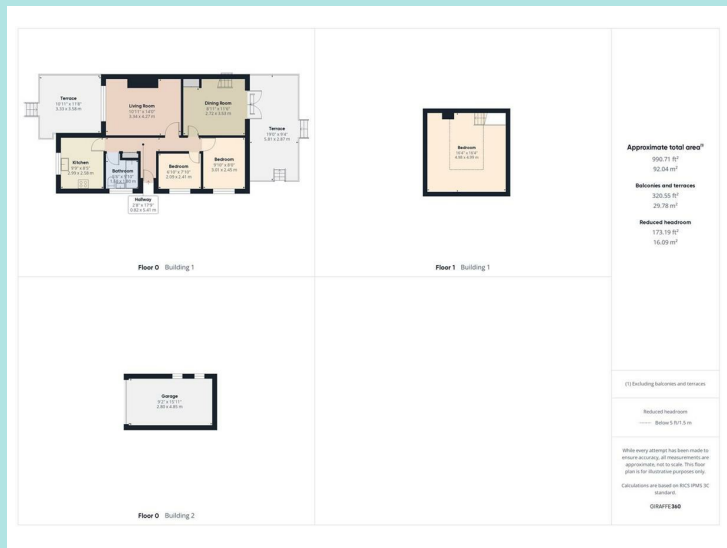 Terrace
10'11" x 11'8"
3.33 x 3.58 m
Living Room
10'11" x 14'0"
3.34 x 4.27 m
Dining Room
8'11" x 11'8"
2.72 x 3.63 m
Terrace
19'0" x 9'4"
5.81 x 2.87 m
Kitchen
9'9" x 8'5"
2.99 x 2.58 m
Bathroom
Bedroom
6'10" x 7'10"
2.09 x 2.41 m
Bedroom
9'10" x 8'0"
3.01 x 2.45 m
Hallway
2'8" x 17'9"
0.82 x 5.41 m
Floor 0 Building 1
Bedroom
16'4" x 16'4"
4.98 x 4.99 m
Floor 1 Building 1
Garage
9'2" x 15'11"
2.80 x 4.85 m
Floor 0 Building 2
Approximate total area(1)
990.71 ft²
92.04 m²
Balconies and terraces
320.55 ft²
29.78 m²
Reduced headroom
173.19 ft²
16.09 m²
(1) Excluding balconies and terraces
Reduced headroom
Below 5 ft/1.5 m
While every attempt has been made to
ensure accuracy, all measurements are
approximate, not to scale. This floor
plan is for illustrative purposes only.
Calculations are based on RICS IPMS 3C
standard.
GIRAFFE360